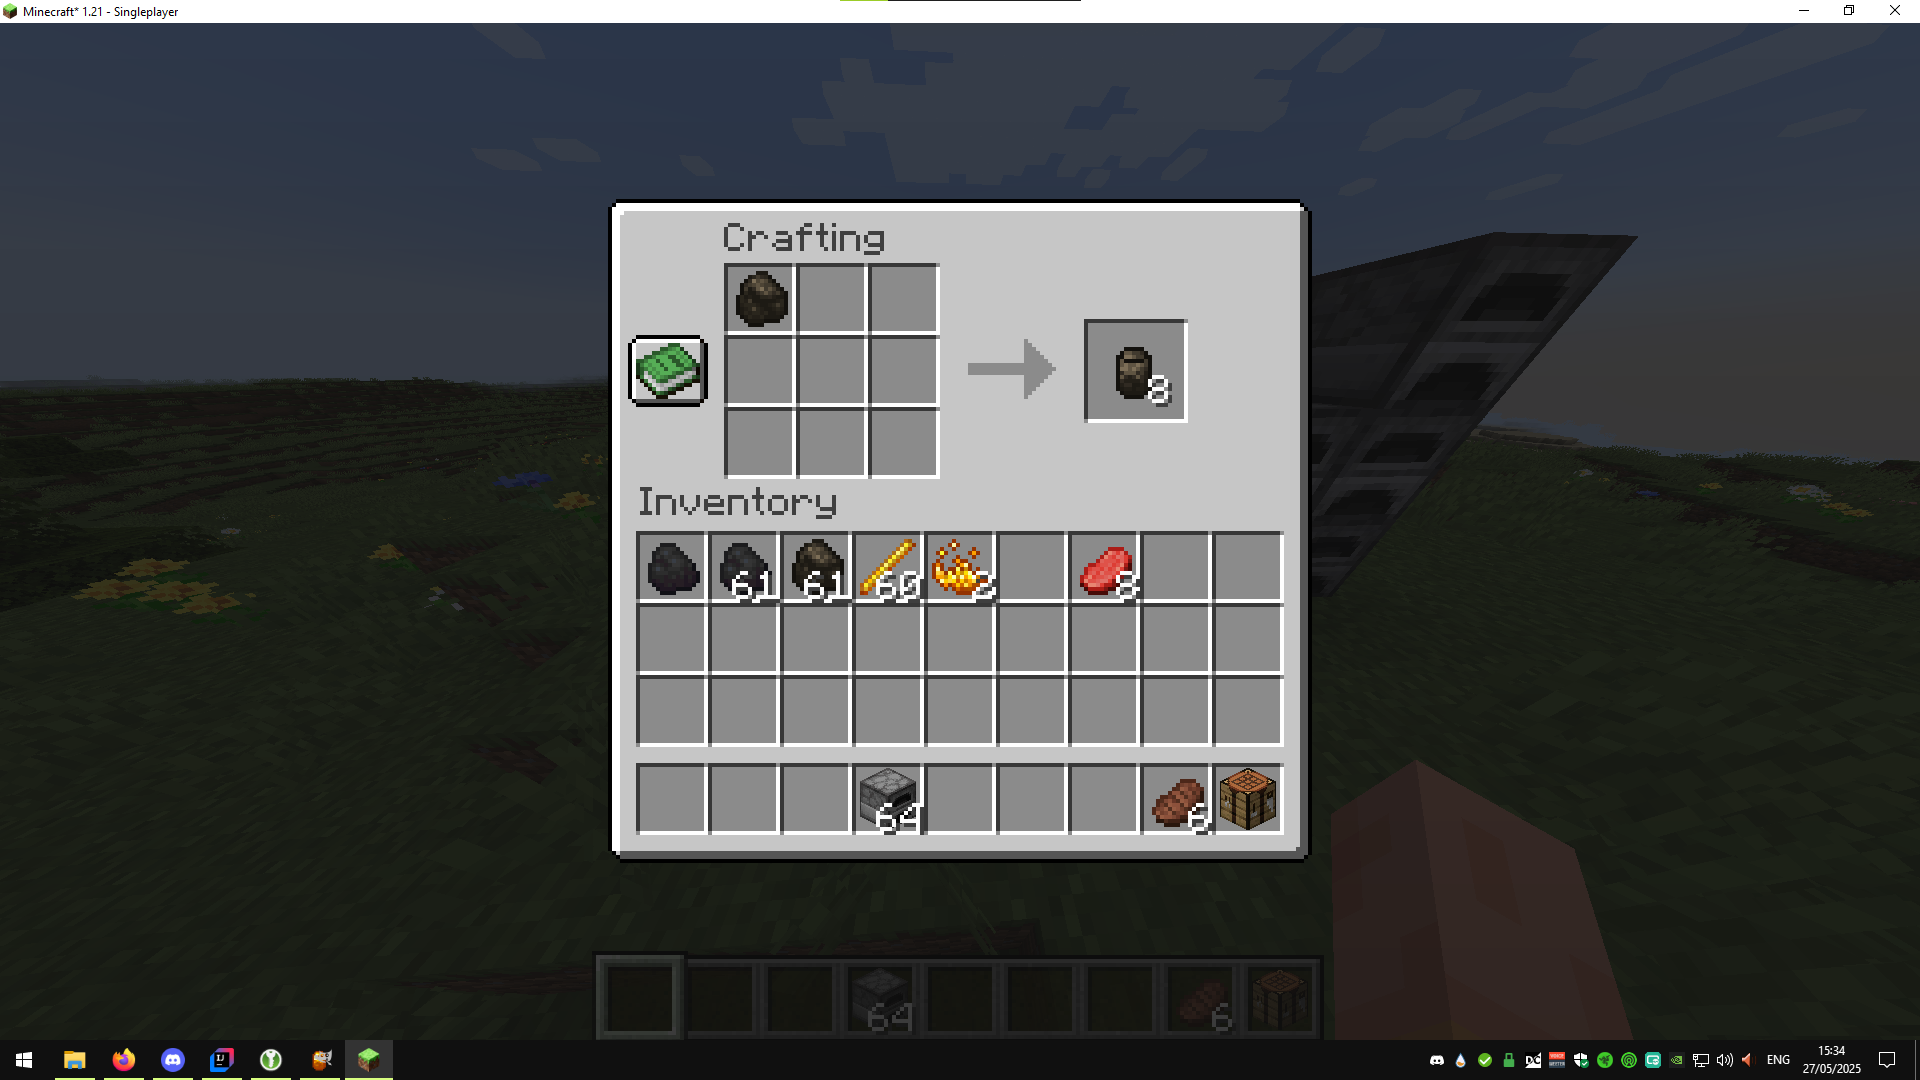 Minecraft* 1.21 - Singleplayer
Crafting
8
Inventory
61
61
60
8
64
6
64
6
ENG
15:34
27/05/2025